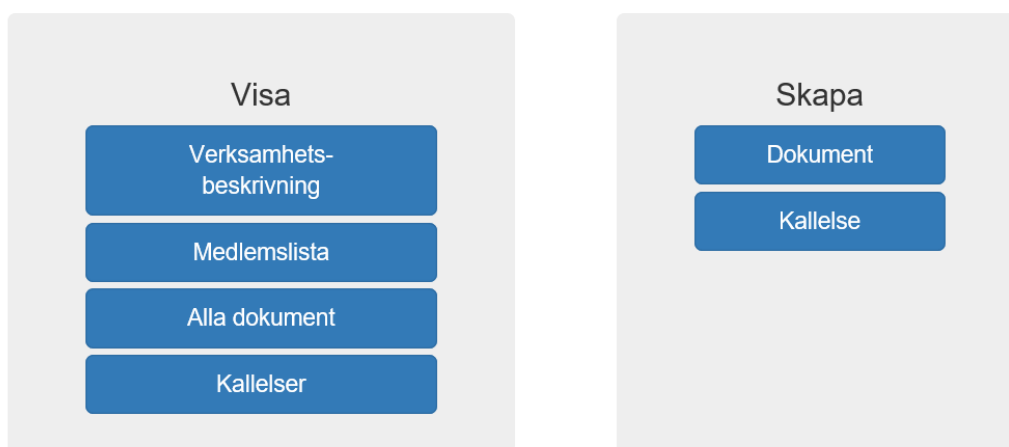 Visa
Verksamhets-
beskrivning
Medlemslista
Alla dokument
Kallelser
Skapa
Dokument
Kallelse